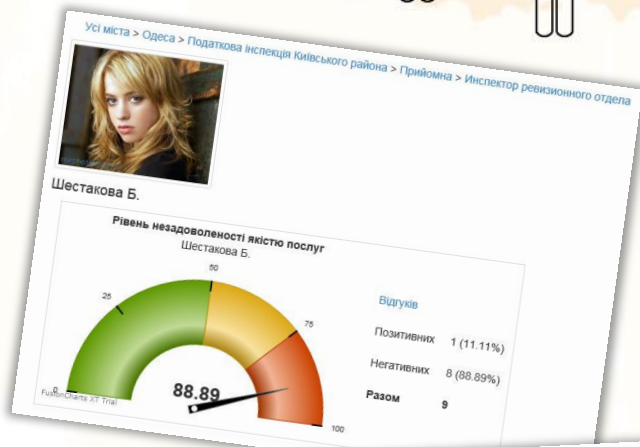 Усі міста > Одеса > Податкова інспекція Київського района > Прийомна > Инспектор ревизионного отдела
Шестакова Б.
Рівень незадоволеності якістю послуг
Шестакова Б.
0
25
50
75
100
88.89
FusionCharts XT Trial
Відгуків
Позитивних 1 (11.11%)
Негативних 8 (88.89%)
Разом 9